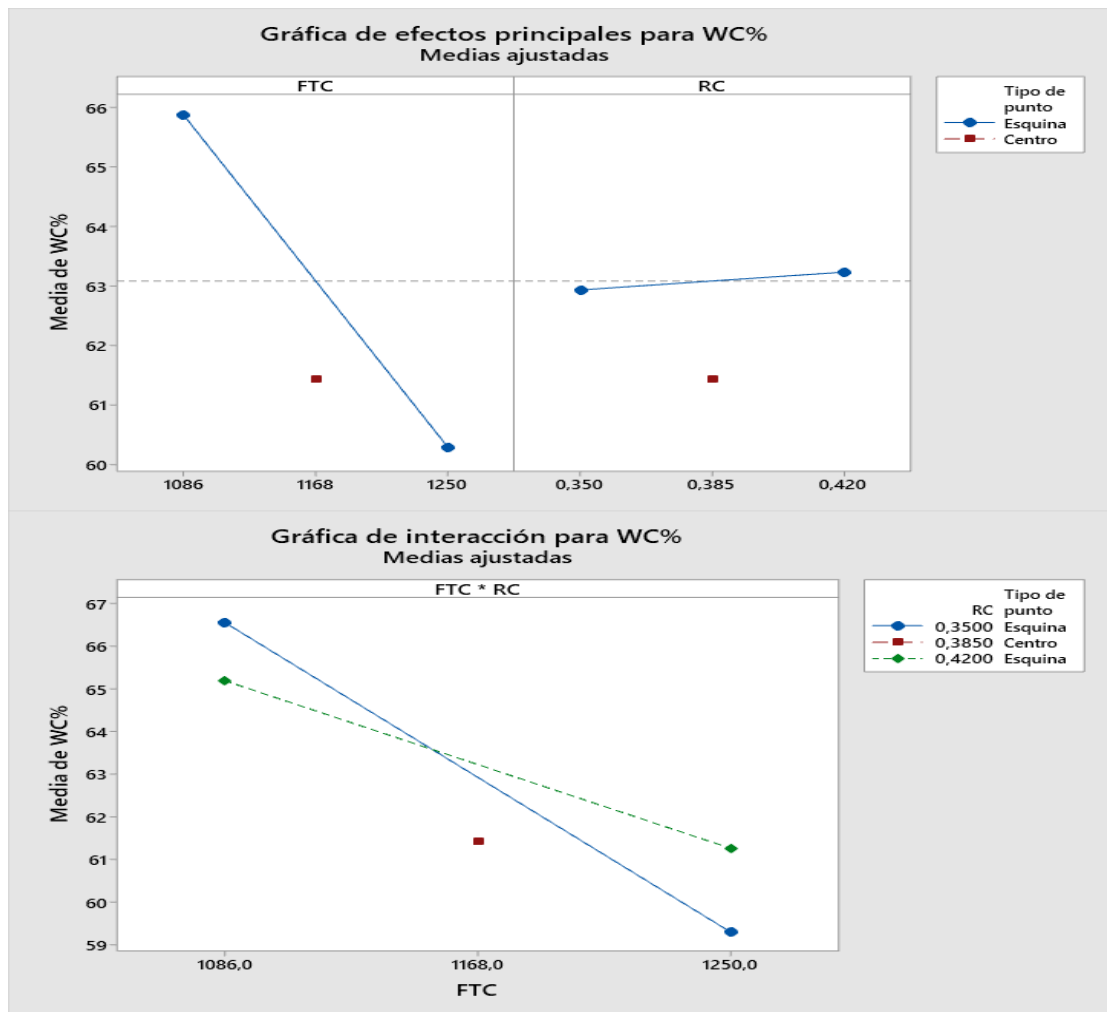 Gráfica de efectos principales para WC%
Medias ajustadas
FTC
RC
Media de WC%
66
65
64
63
62
61
60
1086
1168
1250
0,350
0,385
0,420
Tipo de
punto
Esquina
Centro
Gráfica de interacción para WC%
Medias ajustadas
FTC * RC
Media de WC%
67
66
65
64
63
62
61
60
59
1086,0
1168,0
1250,0
FTC
Tipo de
RC punto
0,3500 Esquina
0,3850 Centro
0,4200 Esquina